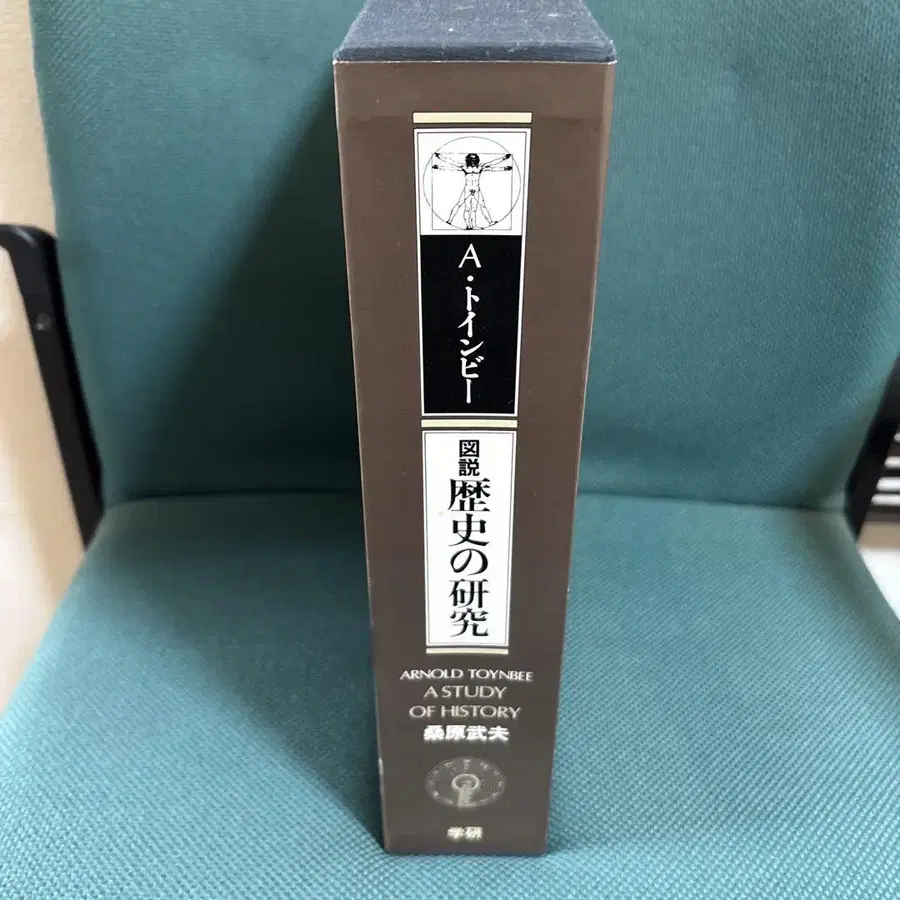 A・トインビー
図説
歴史の研究
ARNOLD TOYNBEE
A STUDY
OF HISTORY
桑原武夫
学研